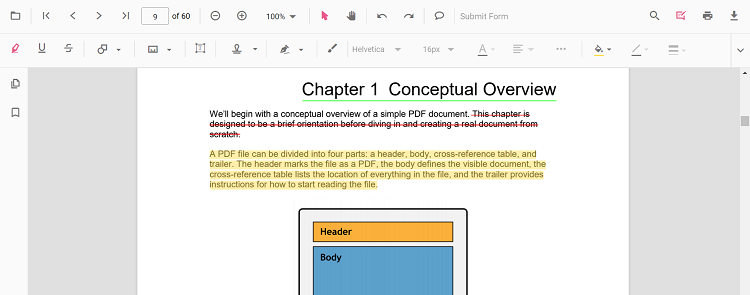 9 of 60 100% Submit Form
U S T Helvetica 16px A
Chapter 1 Conceptual Overview
We'll begin with a conceptual overview of a simple PDF document. This chapter is
designed to be a brief orientation before diving in and creating a real document from
scratch.
A PDF file can be divided into four parts: a header, body, cross-reference table, and
trailer. The header marks the file as a PDF, the body defines the visible document, the
cross-reference table lists the location of everything in the file, and the trailer provides
instructions for how to start reading the file.
Header
Body